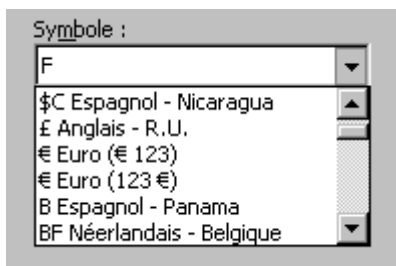 Symbole :
F
$C Espagnol - Nicaragua
£ Anglais - R.U.
€ Euro (€ 123)
€ Euro (123 €)
B Espagnol - Panama
BF Néerlandais - Belgique